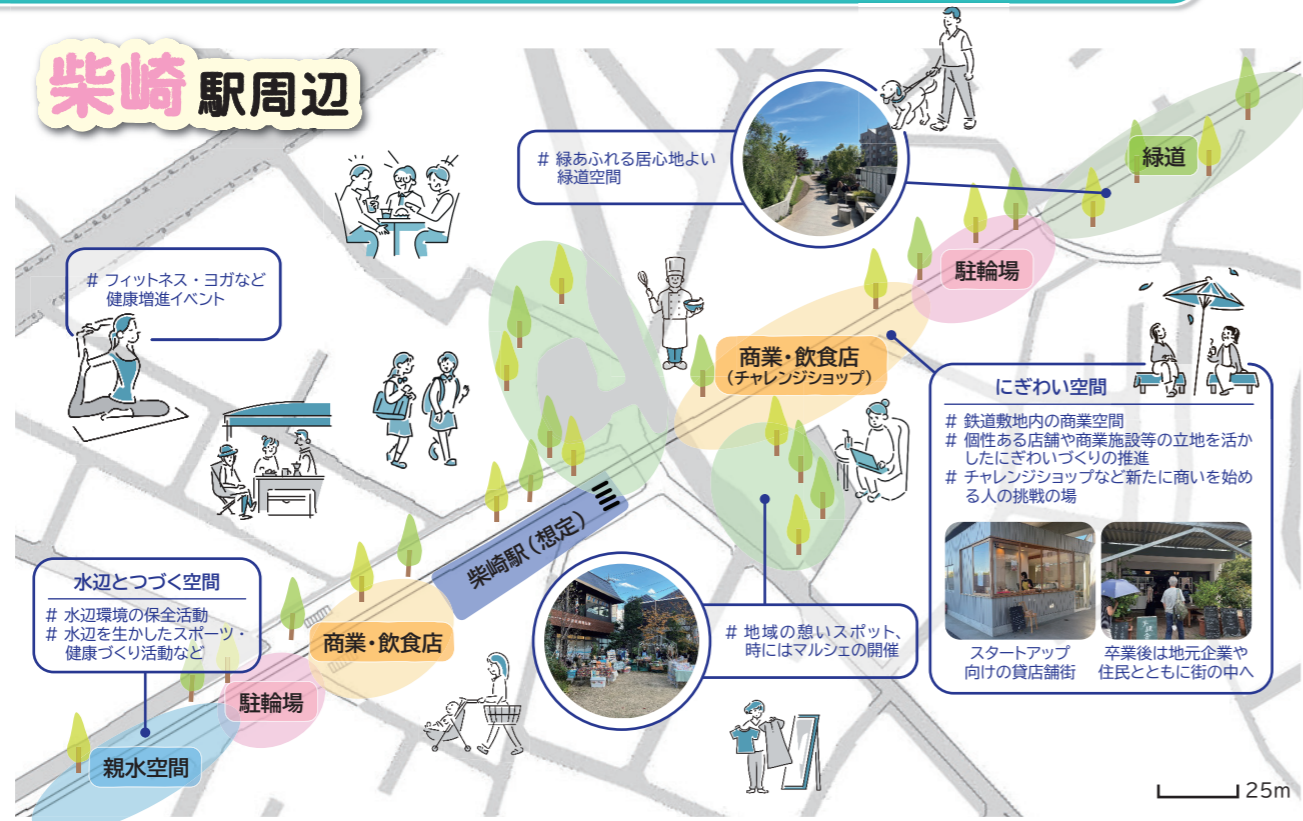 柴崎駅周辺
# 緑あふれる居心地よい
緑道空間
緑道
駐輪場
# フィットネス・ヨガなど
健康増進イベント
商業・飲食店
(チャレンジショップ)
にぎわい空間
# 鉄道敷地内の商業空間
# 個性ある店舗や商業施設等の立地を活か
したにぎわいづくりの推進
# チャレンジショップなど新たに商いを始め
る人の挑戦の場
スタートアップ
向けの貸店舗街
卒業後は地元企業や
住民とともに街の中へ
柴崎駅(想定)
水辺とつづく空間
# 水辺環境の保全活動
# 水辺を生かしたスポーツ・
健康づくり活動など
商業・飲食店
# 地域の憩いスポット、
時にはマルシェの開催
駐輪場
親水空間
25m